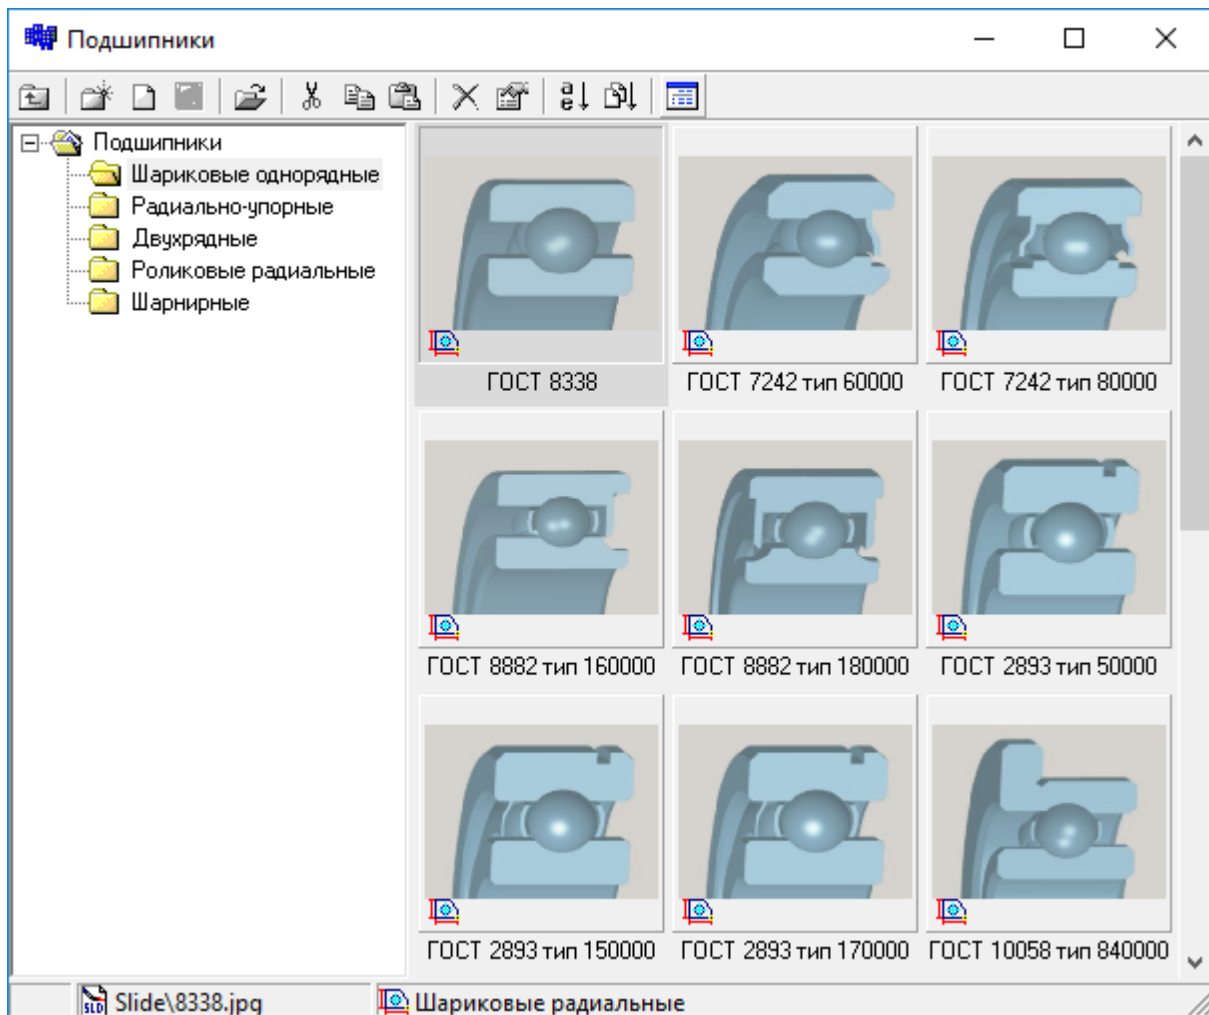 Подшипники
Подшипники
Шариковые однорядные
Радиально-упорные
Двухрядные
Роликовые радиальные
Шарнирные
ГОСТ 8338
ГОСТ 7242 тип 60000
ГОСТ 7242 тип 80000
ГОСТ 8882 тип 160000
ГОСТ 8882 тип 180000
ГОСТ 2893 тип 50000
ГОСТ 2893 тип 150000
ГОСТ 2893 тип 170000
ГОСТ 10058 тип 840000
SLD Slide\8338.jpg
Шариковые радиальные